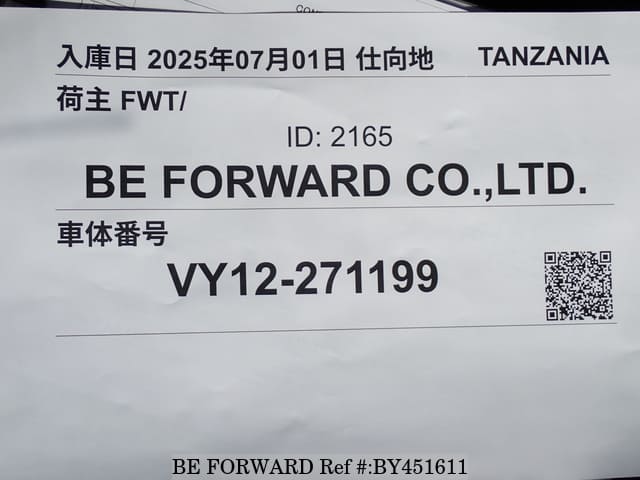 入庫日 2025年07月01日 仕向地 TANZANIA
荷主 FWT/
ID: 2165
BE FORWARD CO.,LTD.
車体番号
VY12-271199
BE FORWARD Ref #:BY451611